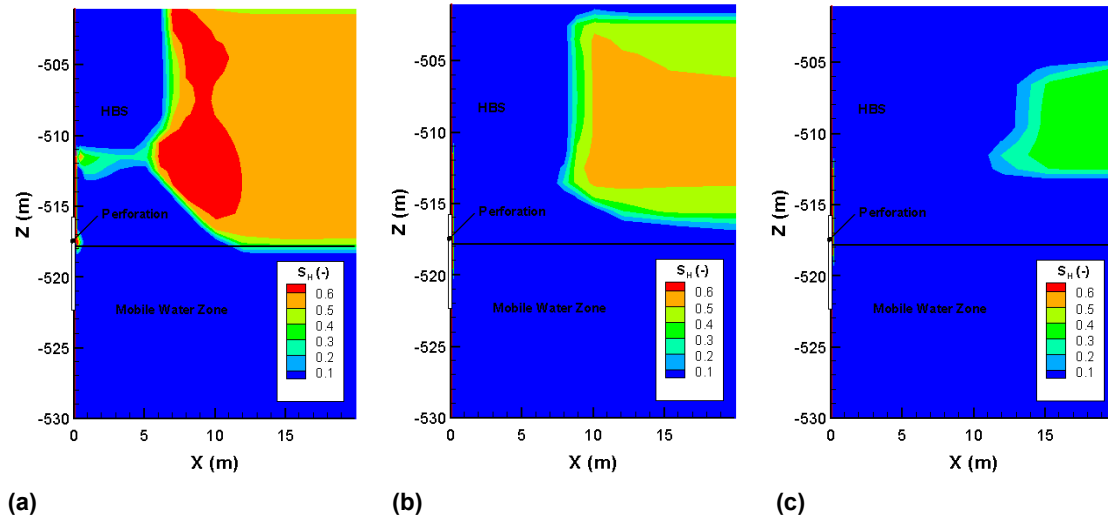 -505
-510
-515
-520
-525
-530
Z (m)
0
5
10
15
X (m)
HBS
Perforation
Mobile Water Zone
S_H (-)
0.6
0.5
0.4
0.3
0.2
0.1
(a)
-505
-510
-515
-520
-525
-530
Z (m)
0
5
10
15
X (m)
HBS
Perforation
Mobile Water Zone
S_H (-)
0.6
0.5
0.4
0.3
0.2
0.1
(b)
-505
-510
-515
-520
-525
-530
Z (m)
0
5
10
15
X (m)
HBS
Perforation
Mobile Water Zone
S_H (-)
0.6
0.5
0.4
0.3
0.2
0.1
(c)